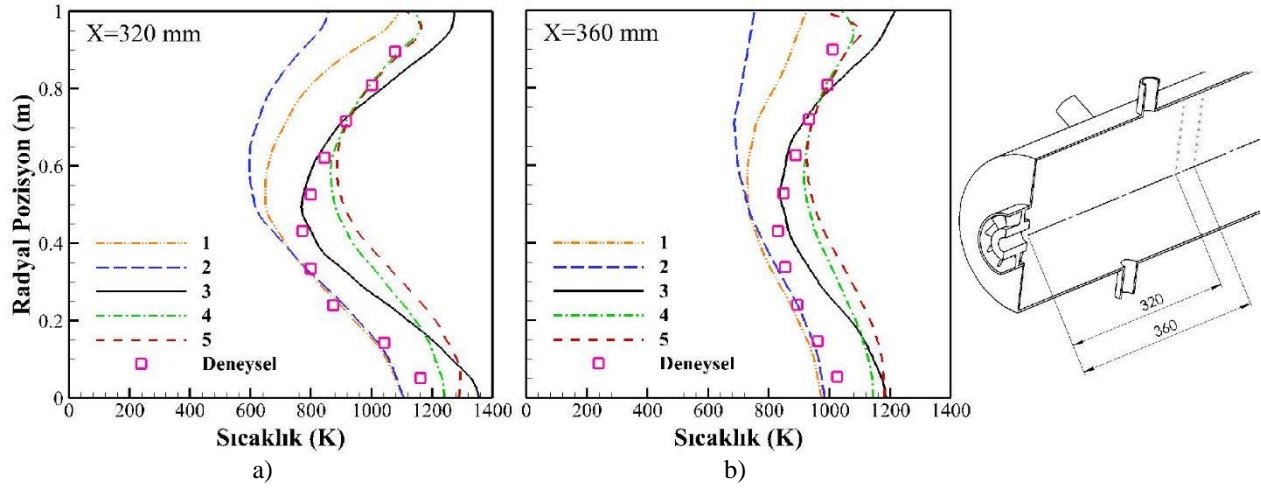 X=320 mm
Radyal Pozisyon (m)
1
0.8
0.6
0.4
0.2
0
1
2
3
4
5
Deneysel
0 200 400 600 800 1000 1200 1400
Sıcaklık (K)
a)
X=360 mm
1
2
3
4
5
Deneysel
0 200 400 600 800 1000 1200 1400
Sıcaklık (K)
b)
320
360